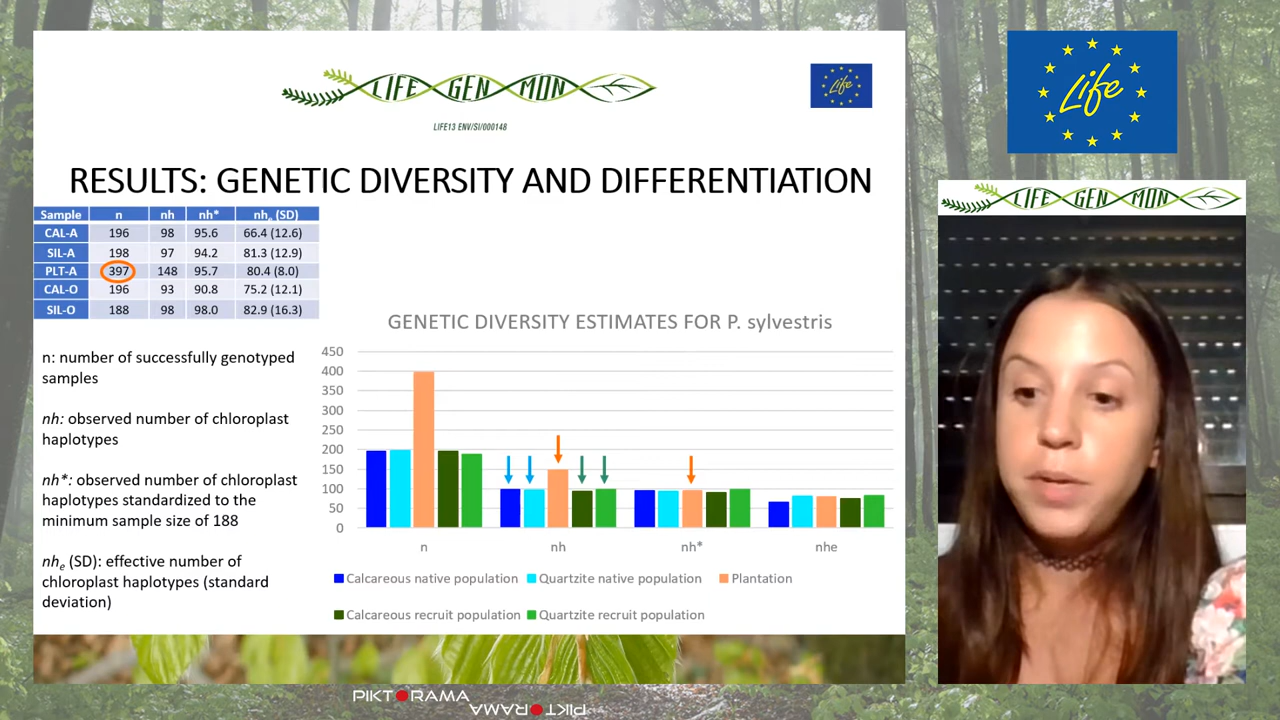 LIFE GEN MON
LIFE13 ENV/SI/000148
Life
RESULTS: GENETIC DIVERSITY AND DIFFERENTIATION
Sample n nh nh* nhe (SD)
CAL-A 196 98 95.6 66.4 (12.6)
SIL-A 198 97 94.2 81.3 (12.9)
PLT-A 397 148 95.7 80.4 (8.0)
CAL-O 196 93 90.8 75.2 (12.1)
SIL-O 188 98 98.0 82.9 (16.3)
n: number of successfully genotyped
samples
nh: observed number of chloroplast
haplotypes
nh*: observed number of chloroplast
haplotypes standardized to the
minimum sample size of 188
nhe (SD): effective number of
chloroplast haplotypes (standard
deviation)
GENETIC DIVERSITY ESTIMATES FOR P. sylvestris
450
400
350
300
250
200
150
100
50
0
n nh nh* nhe
Calcareous native population Quartzite native population Plantation
Calcareous recruit population Quartzite recruit population
Life
LIFE GEN MON
PIKTORAMA
PIKTORAMA